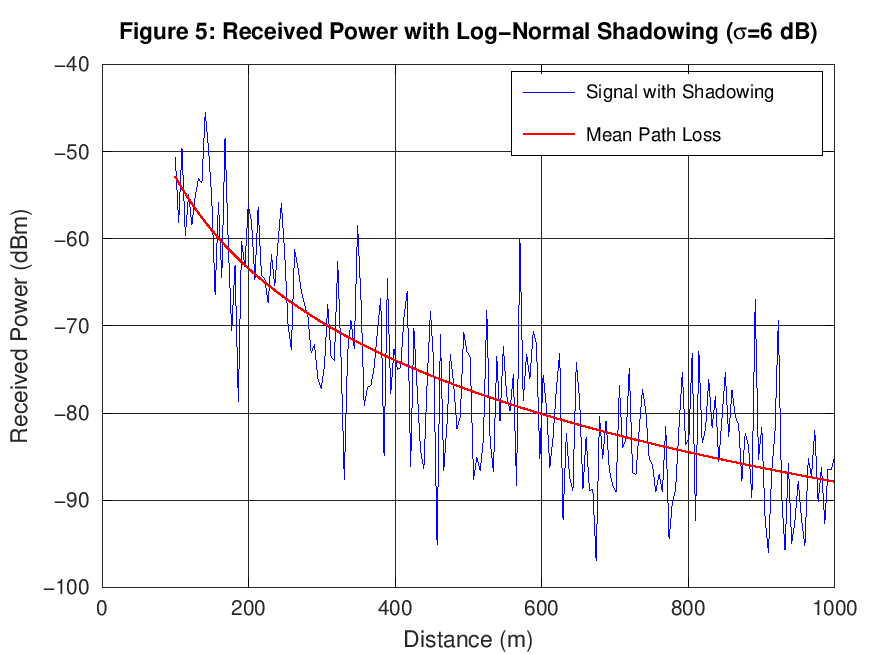 Figure 5: Received Power with Log−Normal Shadowing (σ=6 dB)
Signal with Shadowing
Mean Path Loss
Received Power (dBm)
−40
−50
−60
−70
−80
−90
−100
0
200
400
600
800
1000
Distance (m)